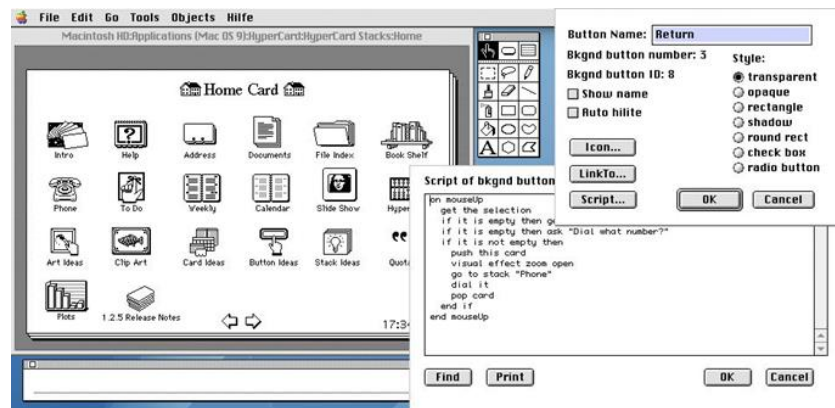 File Edit Go Tools Objects Hilfe
Macintosh HD:Applications (Mac OS 9):HyperCard:HyperCard Stacks:Home
Home Card
Intro Help Address Documents File Index Book Shelf
Phone To Do Weekly Calendar Slide Show Hyper
Art Ideas Clip Art Card Ideas Button Ideas Stack Ideas Quot
Plots 1.2.5 Release Notes
17:34
A
Button Name: Return
Bkgnd button number: 3
Bkgnd button ID: 8
Show name
Auto hilite
Icon...
LinkTo...
Script...
Style:
transparent
opaque
rectangle
shadow
round rect
check box
radio button
OK Cancel
Script of bkgnd button
on mouseUp
get the selection
if it is empty then g
if it is empty then ask "Dial what number?"
if it is not empty then
push this card
visual effect zoom open
go to stack "Phone"
dial it
pop card
end if
end mouseUp
Find Print OK Cancel